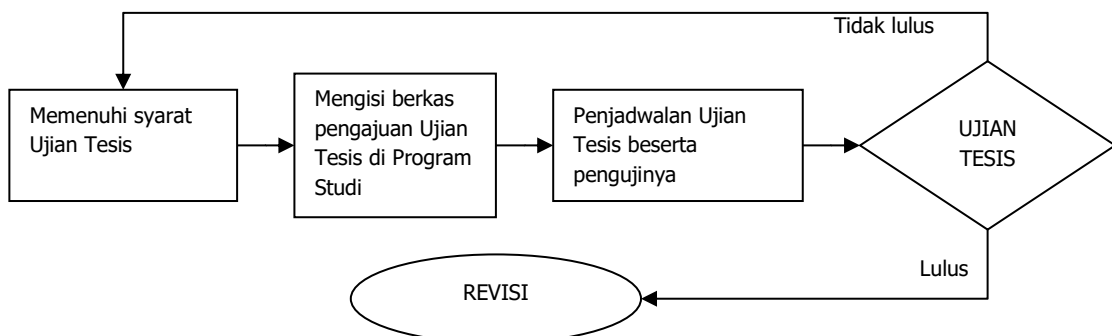 Tidak lulus
Memenuhi syarat
Ujian Tesis
Mengisi berkas
pengajuan Ujian
Tesis di Program
Studi
Penjadwalan Ujian
Tesis beserta
pengujinya
UJIAN
TESIS
Lulus
REVISI